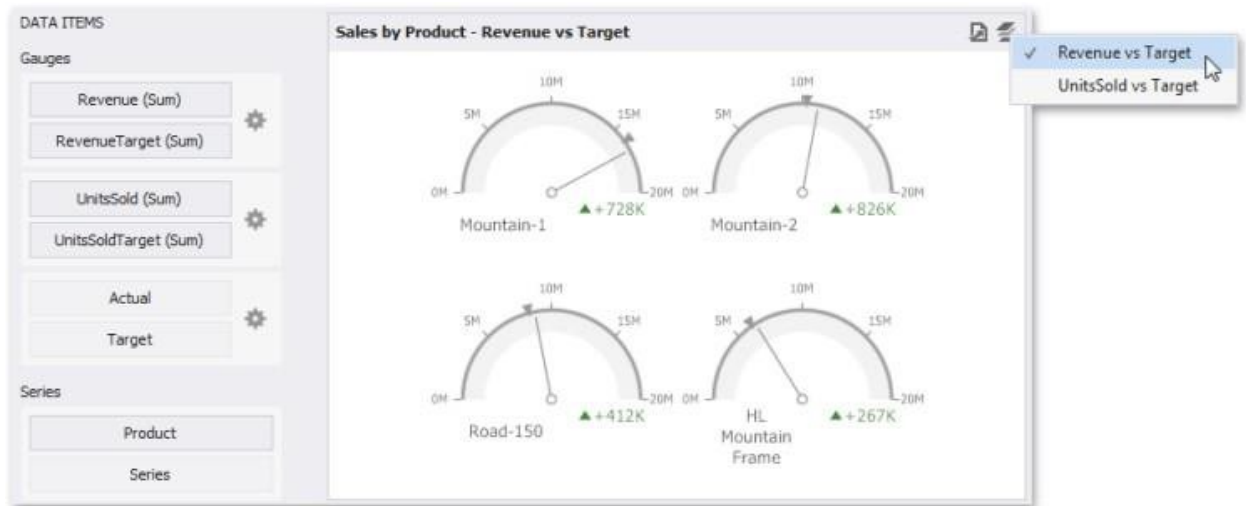 DATA ITEMS
Gauges
Revenue (Sum)
RevenueTarget (Sum)
UnitsSold (Sum)
UnitsSoldTarget (Sum)
Actual
Target
Series
Product
Series
Sales by Product - Revenue vs Target
Revenue vs Target
UnitsSold vs Target
10M
5M 15M
0M 20M
+728K
Mountain-1
10M
5M 15M
0M 20M
+826K
Mountain-2
10M
5M 15M
0M 20M
+412K
Road-150
10M
5M 15M
0M 20M
+267K
HL
Mountain
Frame